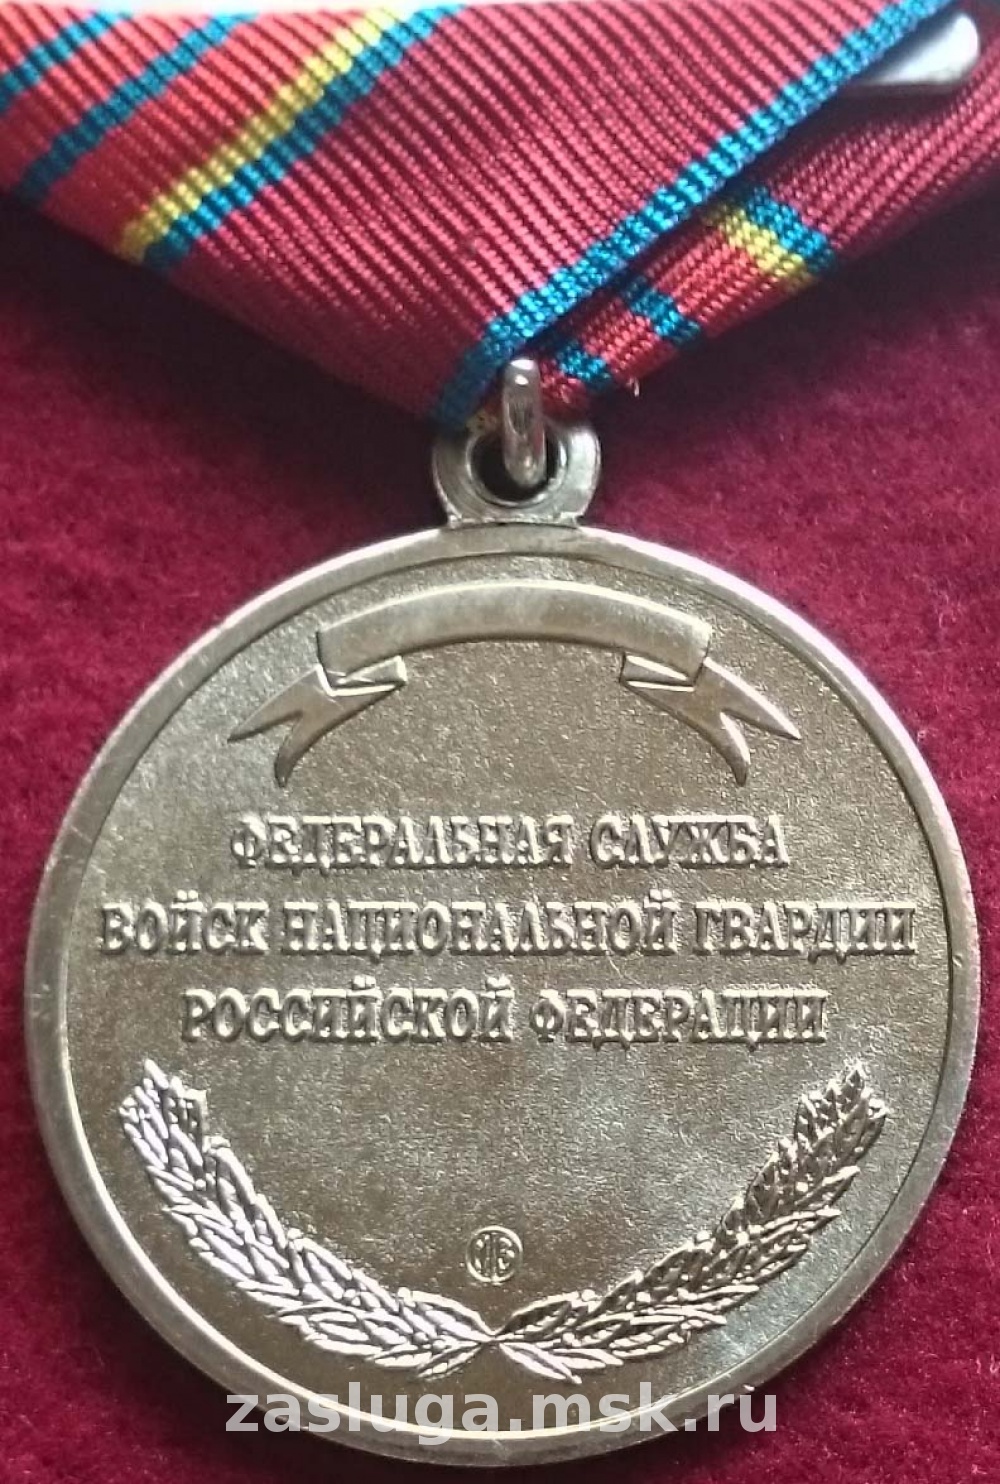 ФЕДЕРАЛЬНАЯ СЛУЖБА
ВОЙСК НАЦИОНАЛЬНОЙ ГВАРДИИ
РОССИЙСКОЙ ФЕДЕРАЦИИ
zasluga.msk.ru